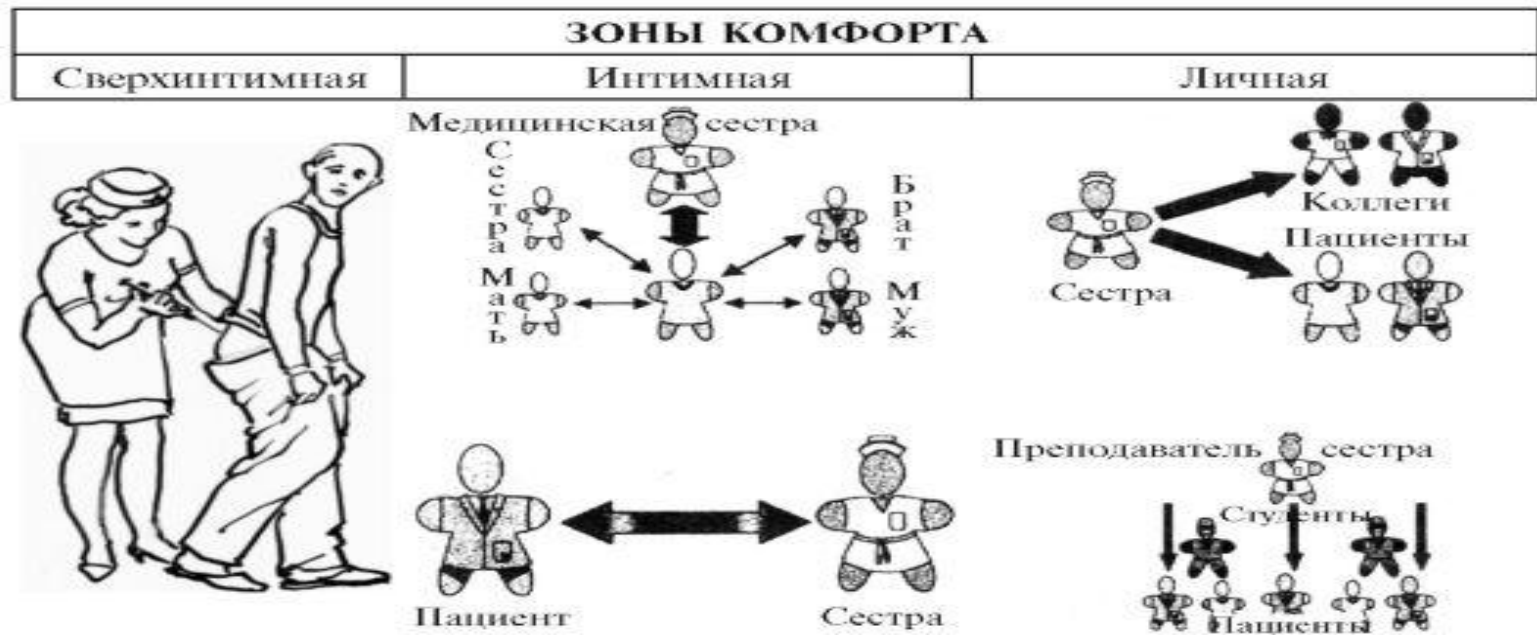 ЗОНЫ КОМФОРТА
Сверхинтимная
Интимная
Личная
Медицинская сестра
Сестра
Брат
Мать
Муж
Пациент
Сестра
Коллеги
Пациенты
Сестра
Преподаватель сестра
Студенты
Пациенты